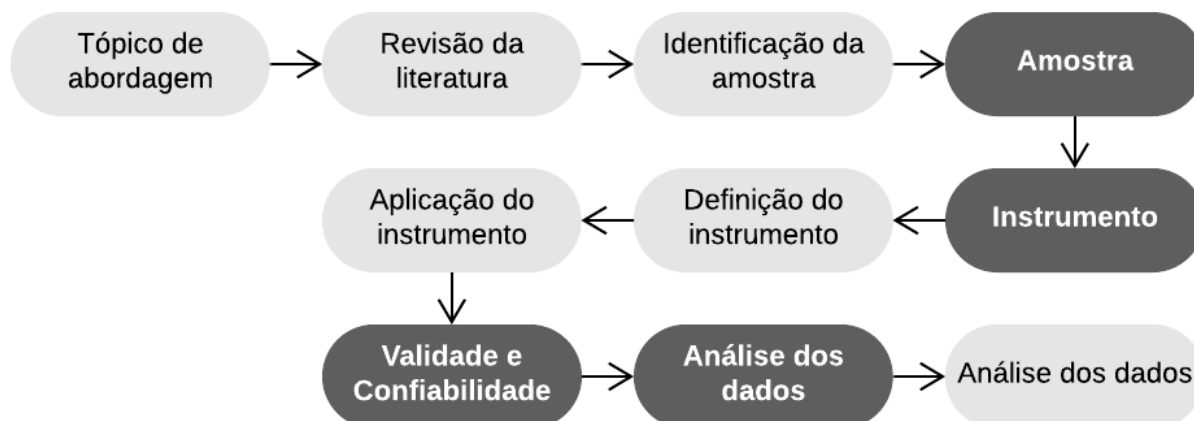 Tópico de
abordagem
Revisão da
literatura
Identificação da
amostra
Amostra
Instrumento
Definição do
instrumento
Aplicação do
instrumento
Validade e
Confiabilidade
Análise dos
dados
Análise dos dados